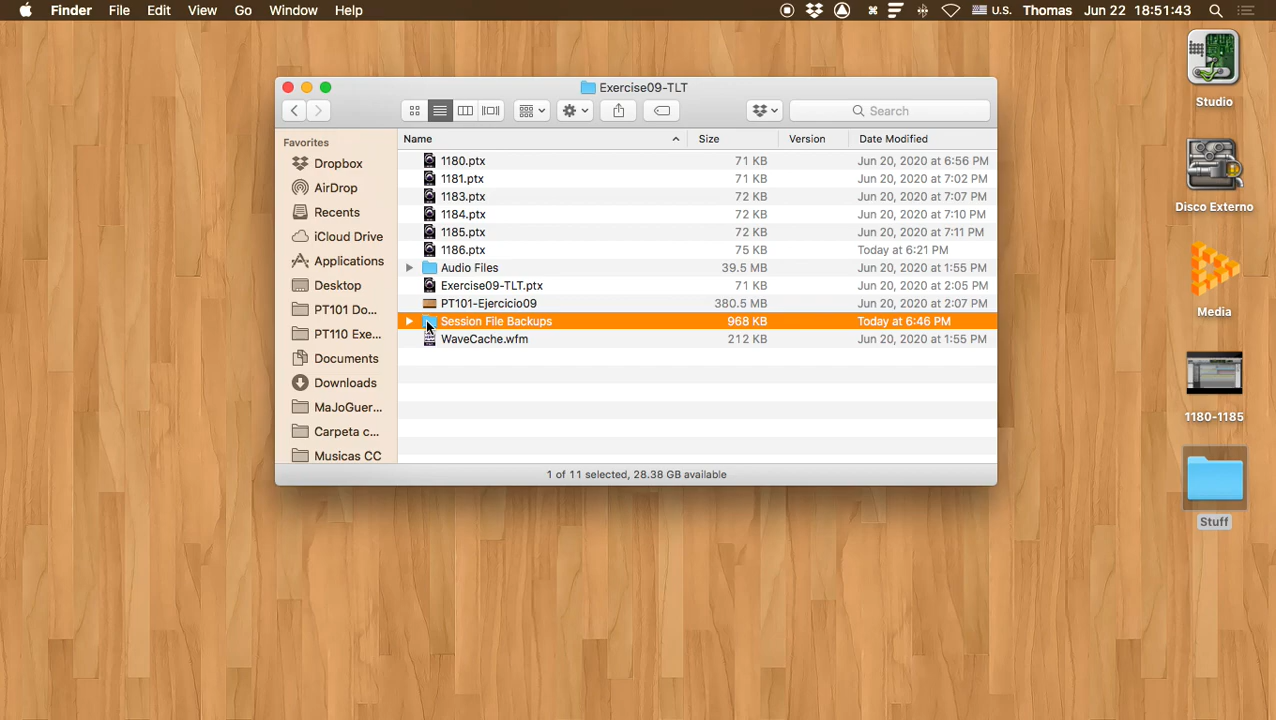 Finder File Edit View Go Window Help U.S. Thomas Jun 22 18:51:43
Exercise09-TLT
Search
Favorites
Dropbox
AirDrop
Recents
iCloud Drive
Applications
Desktop
PT101 Do...
PT110 Exe...
Documents
Downloads
MaJoGuer...
Carpeta c...
Musicas CC
Name Size Version Date Modified
1180.ptx 71 KB Jun 20, 2020 at 6:56 PM
1181.ptx 71 KB Jun 20, 2020 at 7:02 PM
1183.ptx 72 KB Jun 20, 2020 at 7:07 PM
1184.ptx 72 KB Jun 20, 2020 at 7:10 PM
1185.ptx 72 KB Jun 20, 2020 at 7:11 PM
1186.ptx 75 KB Today at 6:21 PM
Audio Files 39.5 MB Jun 20, 2020 at 1:55 PM
Exercise09-TLT.ptx 71 KB Jun 20, 2020 at 2:05 PM
PT101-Ejercicio09 380.5 MB Jun 20, 2020 at 2:07 PM
Session File Backups 968 KB Today at 6:46 PM
WaveCache.wfm 212 KB Jun 20, 2020 at 1:55 PM
1 of 11 selected, 28.38 GB available
Studio
Disco Externo
Media
1180-1185
Stuff